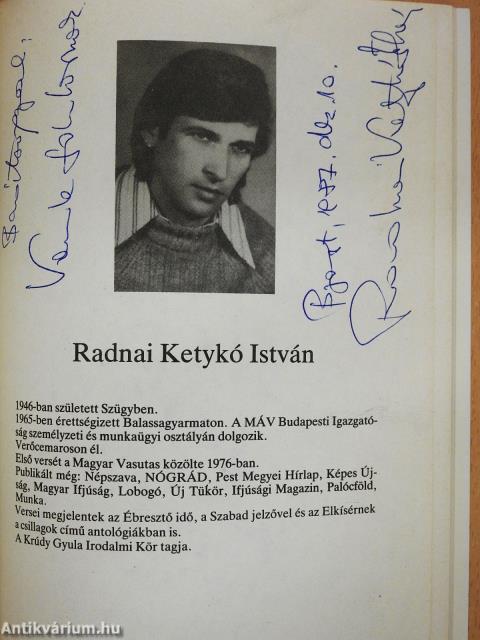 Barátsággal:
Bpest, 1987. dec 10.
Radnai Ketykó István
1946-ban született Szügyben.
1965-ben érettségizett Balassagyarmaton. A MÁV Budapesti Igazgató-
ság személyzeti és munkaügyi osztályán dolgozik.
Verőcemaroson él.
Első versét a Magyar Vasutas közölte 1976-ban.
Publikált még: Népszava, NÓGRÁD, Pest Megyei Hírlap, Képes Új-
ság, Magyar Ifjúság, Lobogó, Új Tükör, Ifjúsági Magazin, Palócföld,
Munka.
Versei megjelentek az Ébresztő idő, a Szabad jelzővel és az Elkísérnek
a csillagok című antológiákban is.
A Krúdy Gyula Irodalmi Kör tagja.
Antikvárium.hu